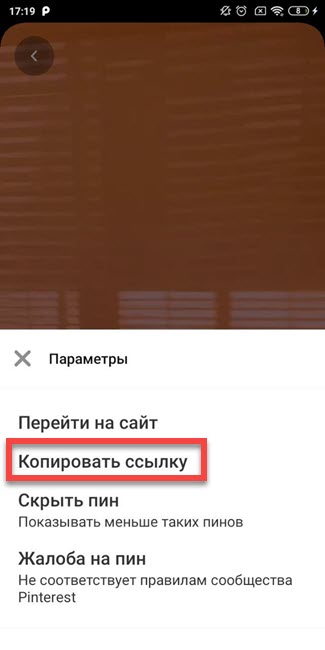 17:19
8
Параметры
Перейти на сайт
Копировать ссылку
Скрыть пин
Показывать меньше таких пинов
Жалоба на пин
Не соответствует правилам сообщества
Pinterest